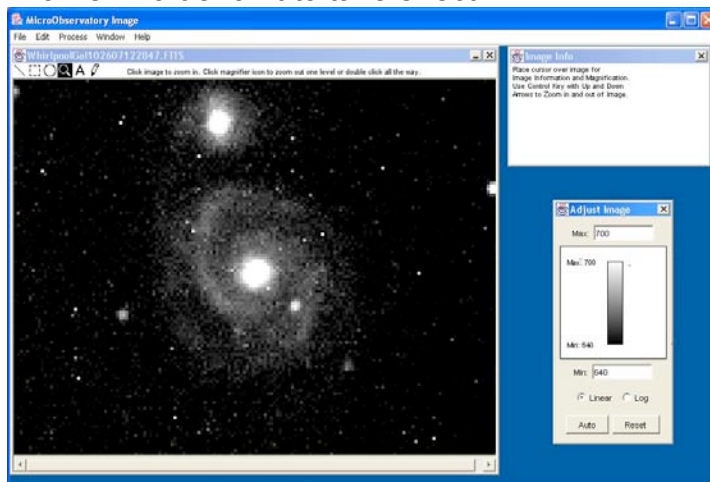 MicroObservatory Image
File Edit Process Window Help
WhirlpoolGal102607122847.FITS
A
Click image to zoom in. Click magnifier icon to zoom out one level or double click all the way.
Image Info
Place cursor over image for
Image Information and Magnification.
Use Control Key with Up and Down
Arrows to Zoom in and out of Image.
Adjust Image
Max: 700
Max: 700
Min: 640
Min: 640
Linear Log
Auto Reset